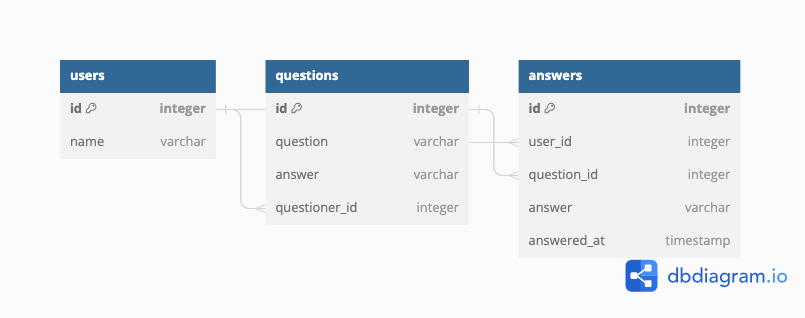 users
id integer
name varchar
questions
id integer
question varchar
answer varchar
questioner_id integer
answers
id integer
user_id integer
question_id integer
answer varchar
answered_at timestamp
dbdiagram.io